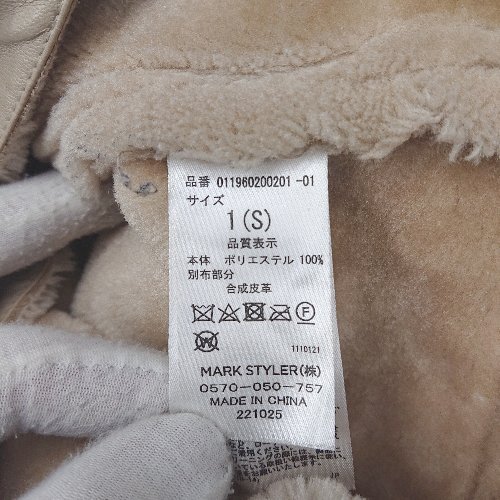 品番 011960200201 -01
サイズ
1(S)
品質表示
本体 ポリエステル 100%
別布部分
合成皮革
F
W
1110121
MARK STYLER(株)
0570-050-757
MADE IN CHINA
221025